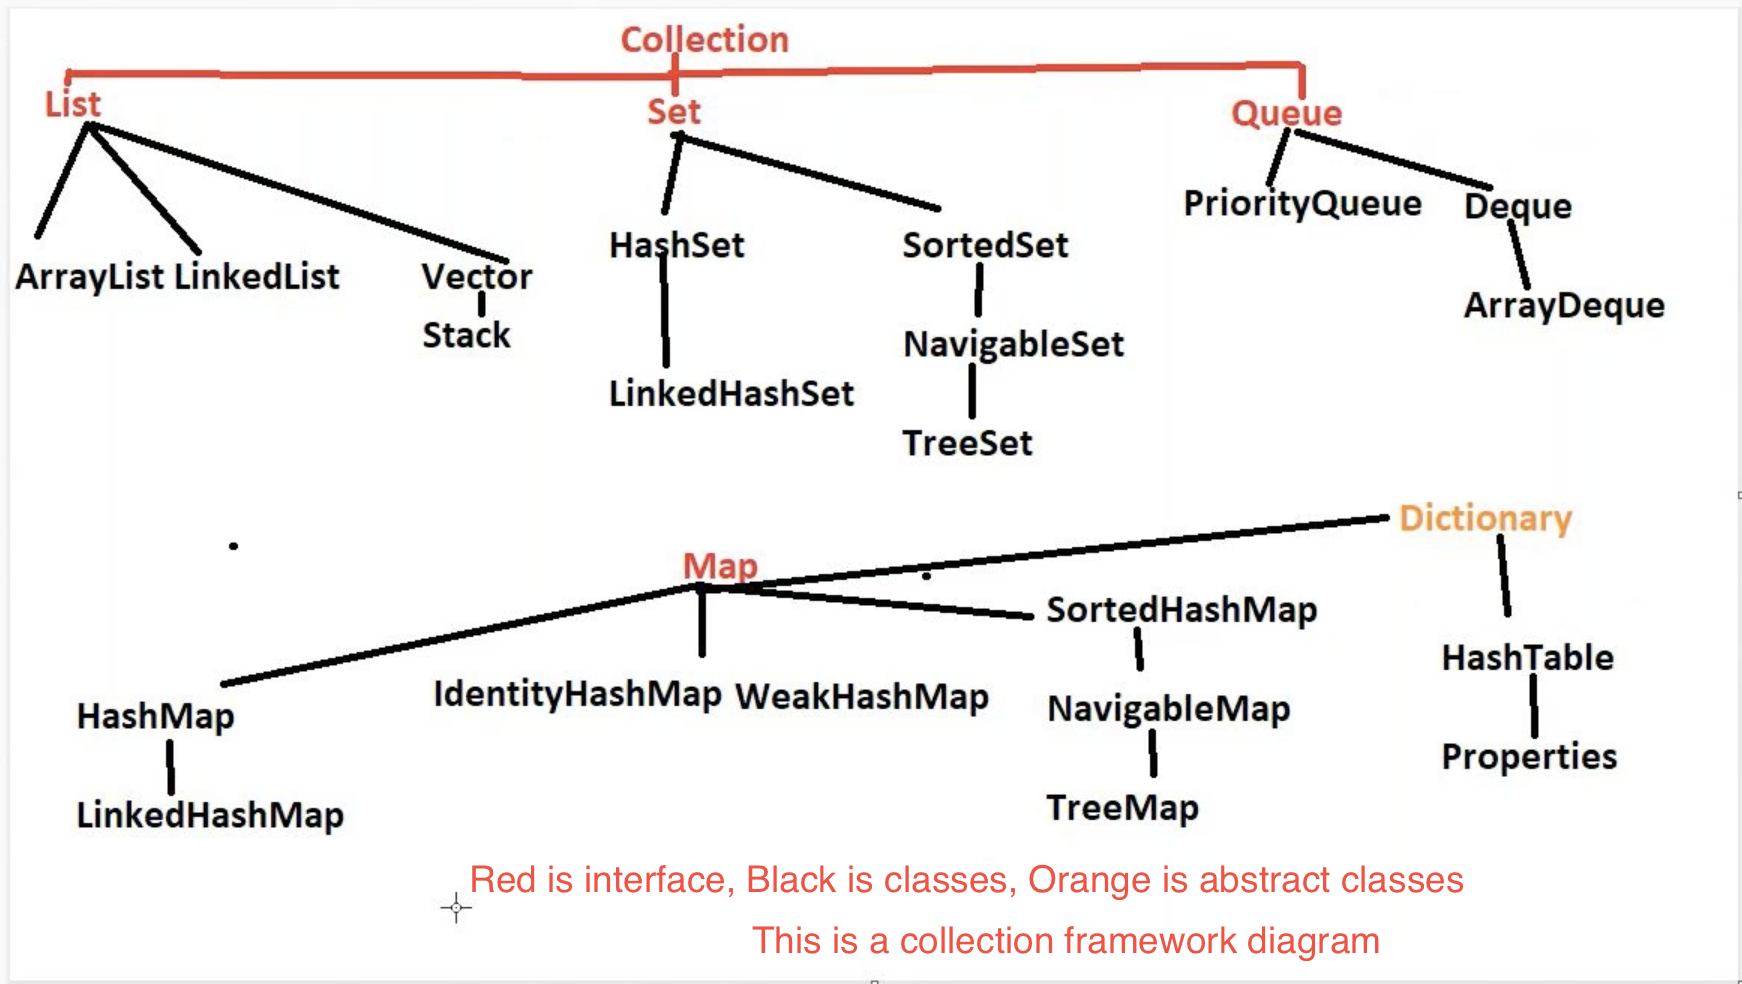 Collection
List Set Queue
PriorityQueue Deque
HashSet SortedSet
ArrayList LinkedList Vector
ArrayDeque
Stack NavigableSet
LinkedHashSet
TreeSet
Dictionary
Map
SortedHashMap
HashTable
IdentityHashMap WeakHashMap
HashMap NavigableMap
Properties
LinkedHashMap TreeMap
Red is interface, Black is classes, Orange is abstract classes
This is a collection framework diagram